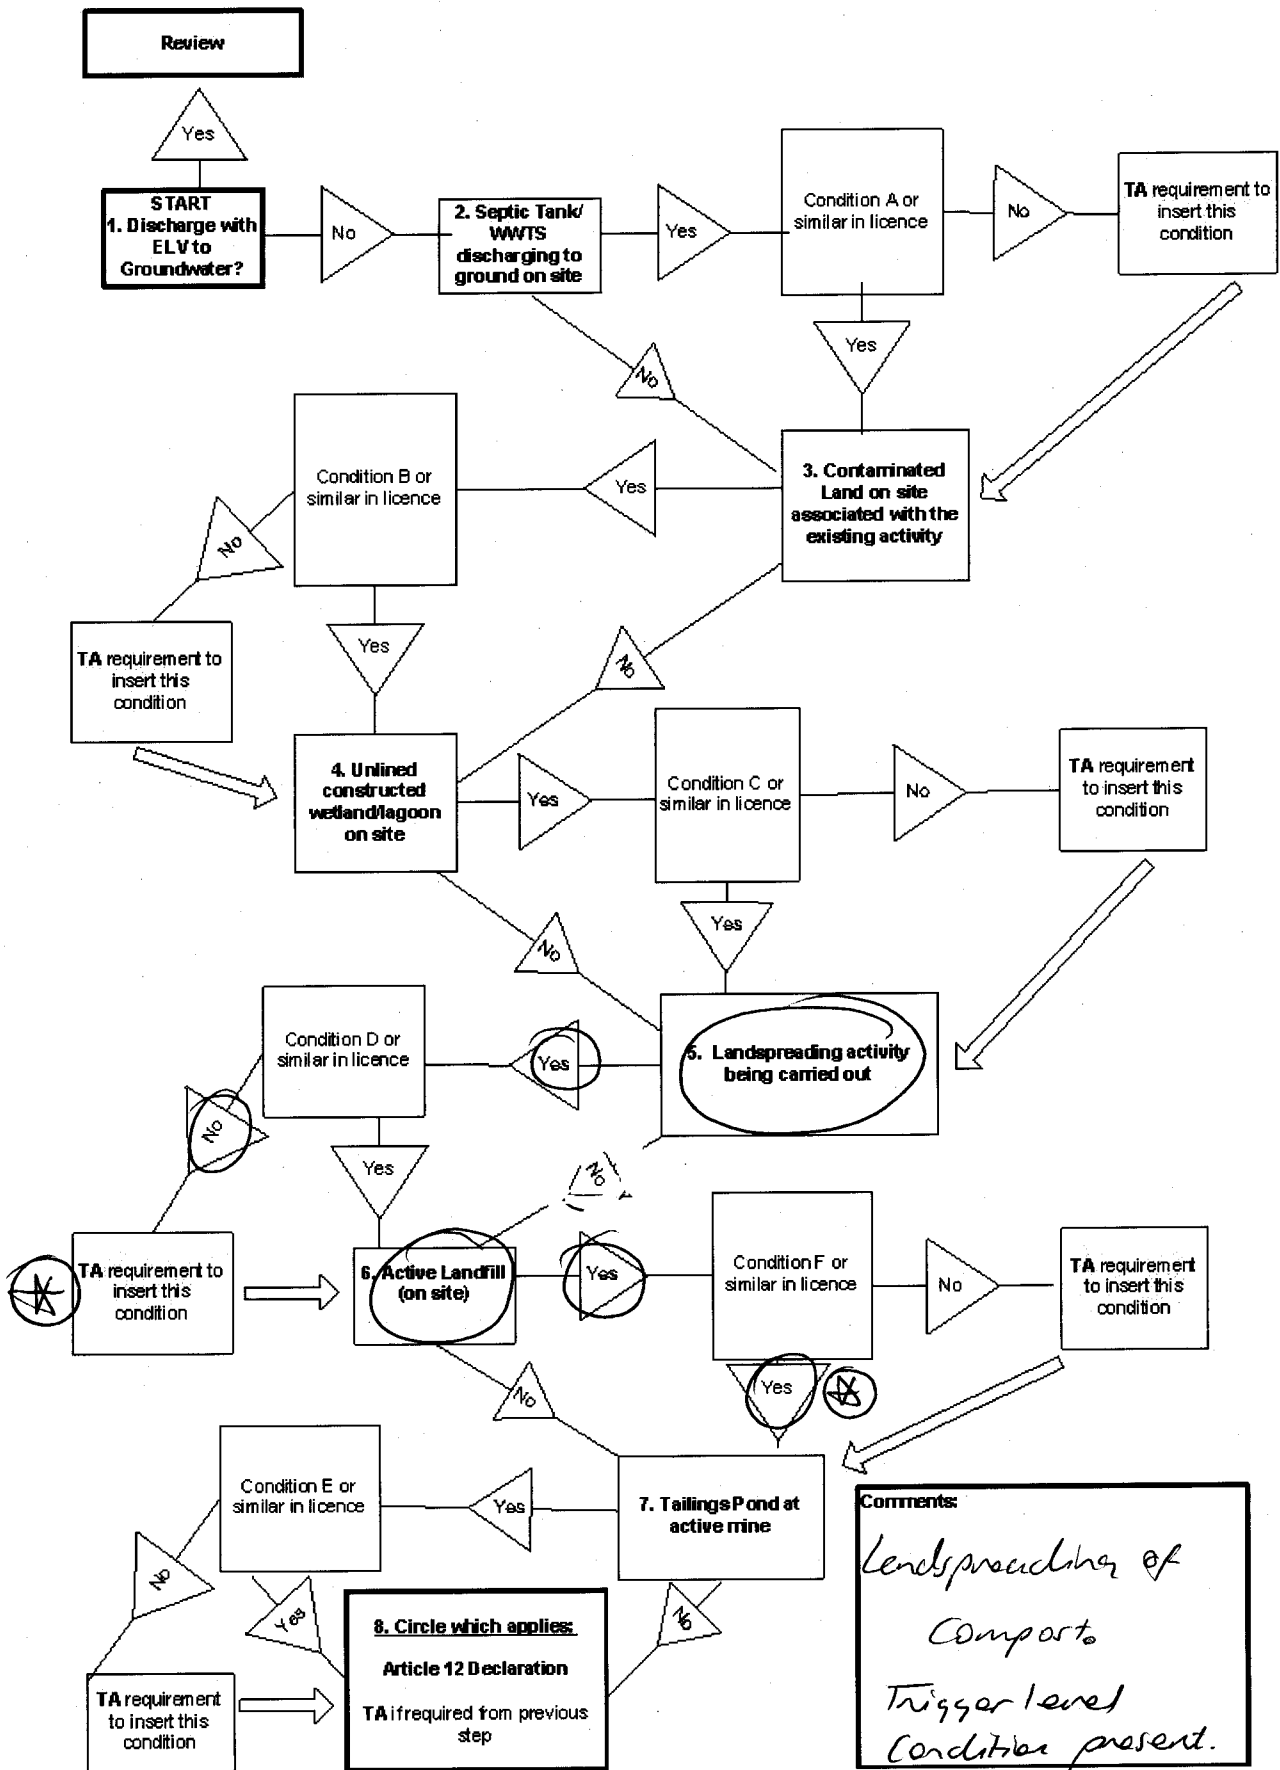 Review
Yes
START
1. Discharge with
ELV to
Groundwater?
No
2. Septic Tank/
WWTS
discharging to
ground on site
Yes
Condition A or
similar in licence
No
TA requirement to
insert this
condition
Yes
No
Condition B or
similar in licence
Yes
3. Contaminated
Land on site
associated with the
existing activity
No
Yes
TA requirement to
insert this
condition
No
4. Unlined
constructed
wetland/lagoon
on site
Yes
Condition C or
similar in licence
No
TA requirement
to insert this
condition
Yes
No
Condition D or
similar in licence
Yes
5. Landspreading activity
being carried out
No
Yes
No
TA requirement to
insert this
condition
6. Active Landfill
(on site)
Yes
Condition F or
similar in licence
No
TA requirement
to insert this
condition
Yes
No
Condition E or
similar in licence
Yes
7. Tailings Pond at
active mine
No
Yes
No
TA requirement
to insert this
condition
8. Circle which applies:
Article 12 Declaration
TA if required from previous
step
Comments:
Landspreading of
Compost.
Trigger level
Condition present.